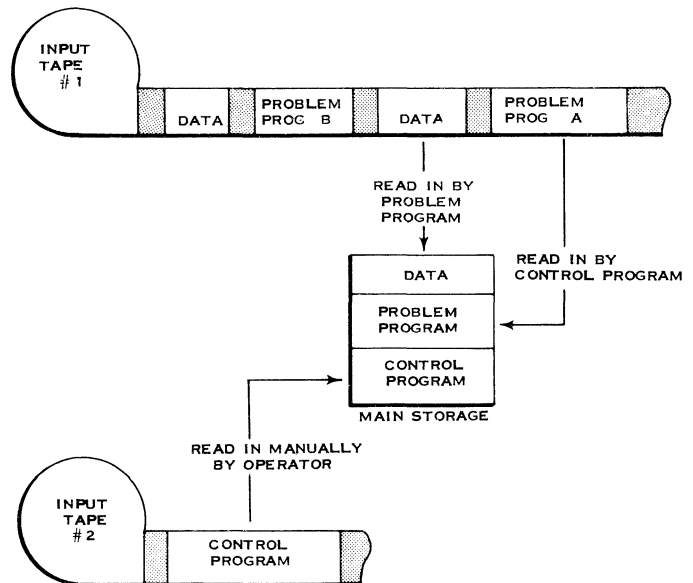 INPUT
TAPE
#1
DATA
PROBLEM
PROG B
DATA
PROBLEM
PROG A
READ IN BY
PROBLEM
PROGRAM
READ IN BY
CONTROL PROGRAM
DATA
PROBLEM
PROGRAM
CONTROL
PROGRAM
MAIN STORAGE
READ IN MANUALLY
BY OPERATOR
INPUT
TAPE
#2
CONTROL
PROGRAM